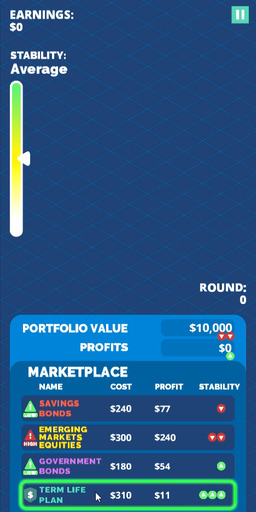 EARNINGS:
$0
STABILITY:
Average
ROUND:
0
PORTFOLIO VALUE $10,000
PROFITS $0
MARKETPLACE
NAME COST PROFIT STABILITY
SAVINGS
BONDS $240 $77
EMERGING
MARKETS
EQUITIES $300 $240
HIGH
GOVERNMENT
BONDS $180 $54
TERM LIFE
PLAN $310 $11